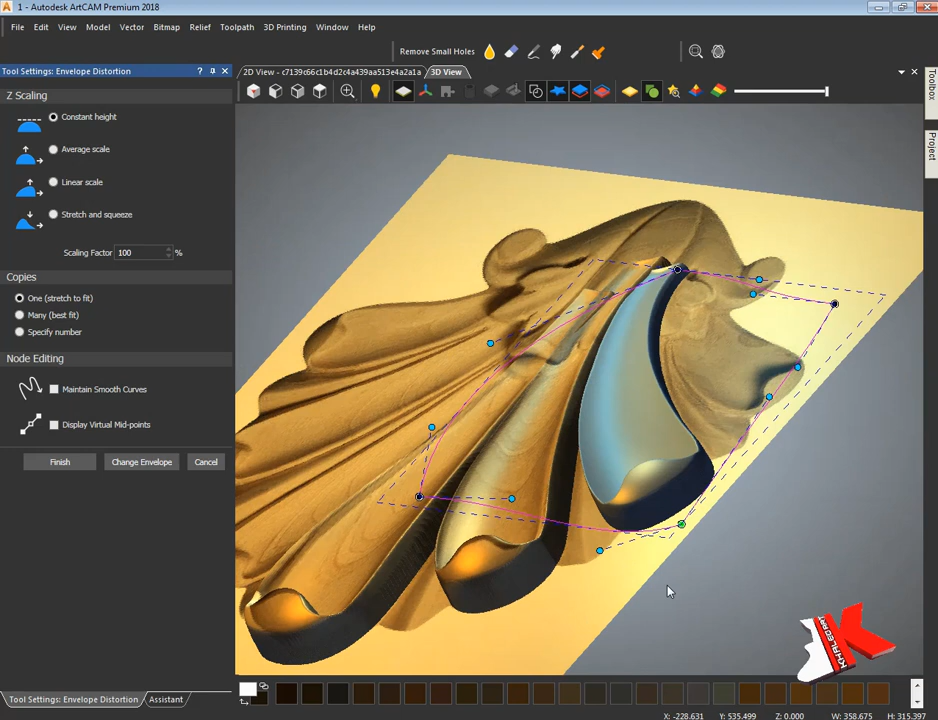 1 - Autodesk ArtCAM Premium 2018
File Edit View Model Vector Bitmap Relief Toolpath 3D Printing Window Help
Remove Small Holes
Tool Settings: Envelope Distortion
2D View - c7139c66c1b4d2c4a439aa513e4a2a1a 3D View
Z Scaling
Constant height
Average scale
Linear scale
Stretch and squeeze
Scaling Factor 100 %
Copies
One (stretch to fit)
Many (best fit)
Specify number
Node Editing
Maintain Smooth Curves
Display Virtual Mid-points
Finish Change Envelope Cancel
Toolbox
Project
KHALEDART
Tool Settings: Envelope Distortion Assistant
X: -228.631 Y: 535.499 Z: 0.000 W: 358.675 H: 315.397